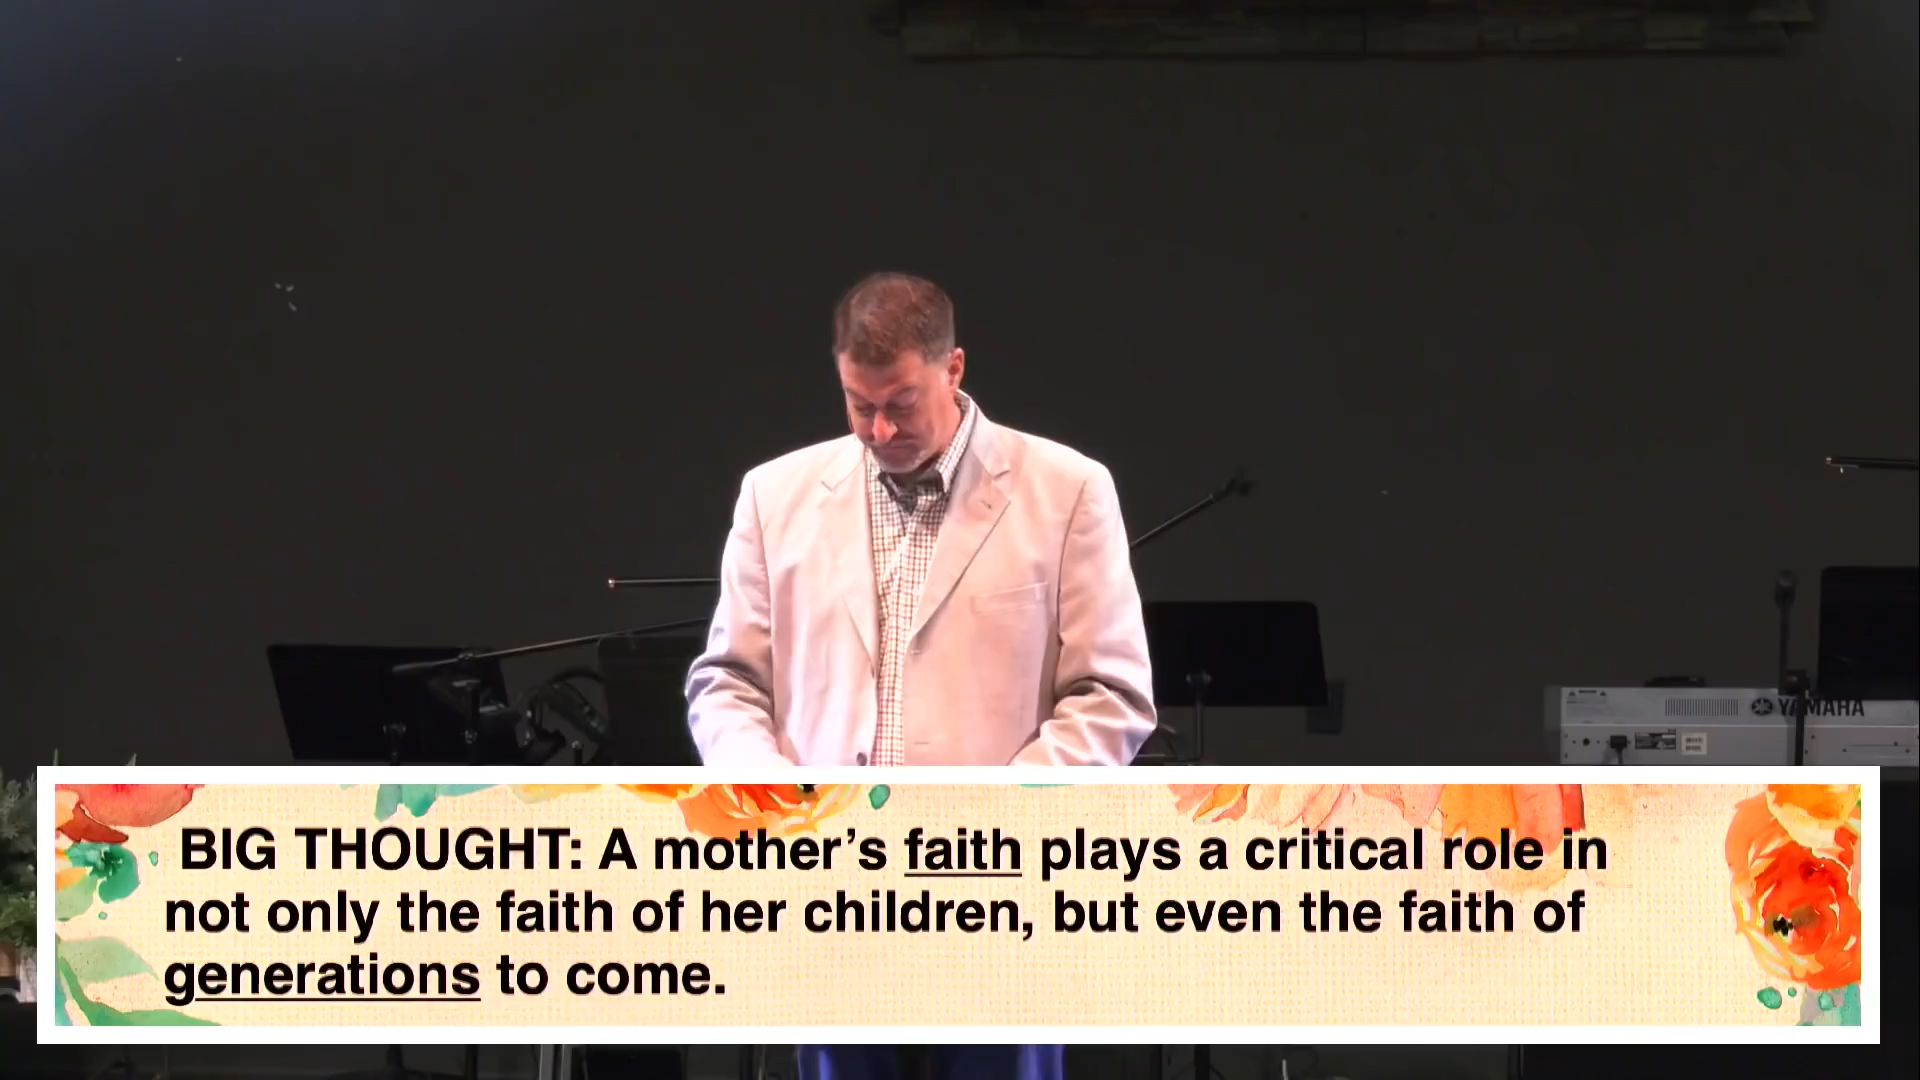 YAMAHA
BIG THOUGHT: A mother’s faith plays a critical role in
not only the faith of her children, but even the faith of
generations to come.